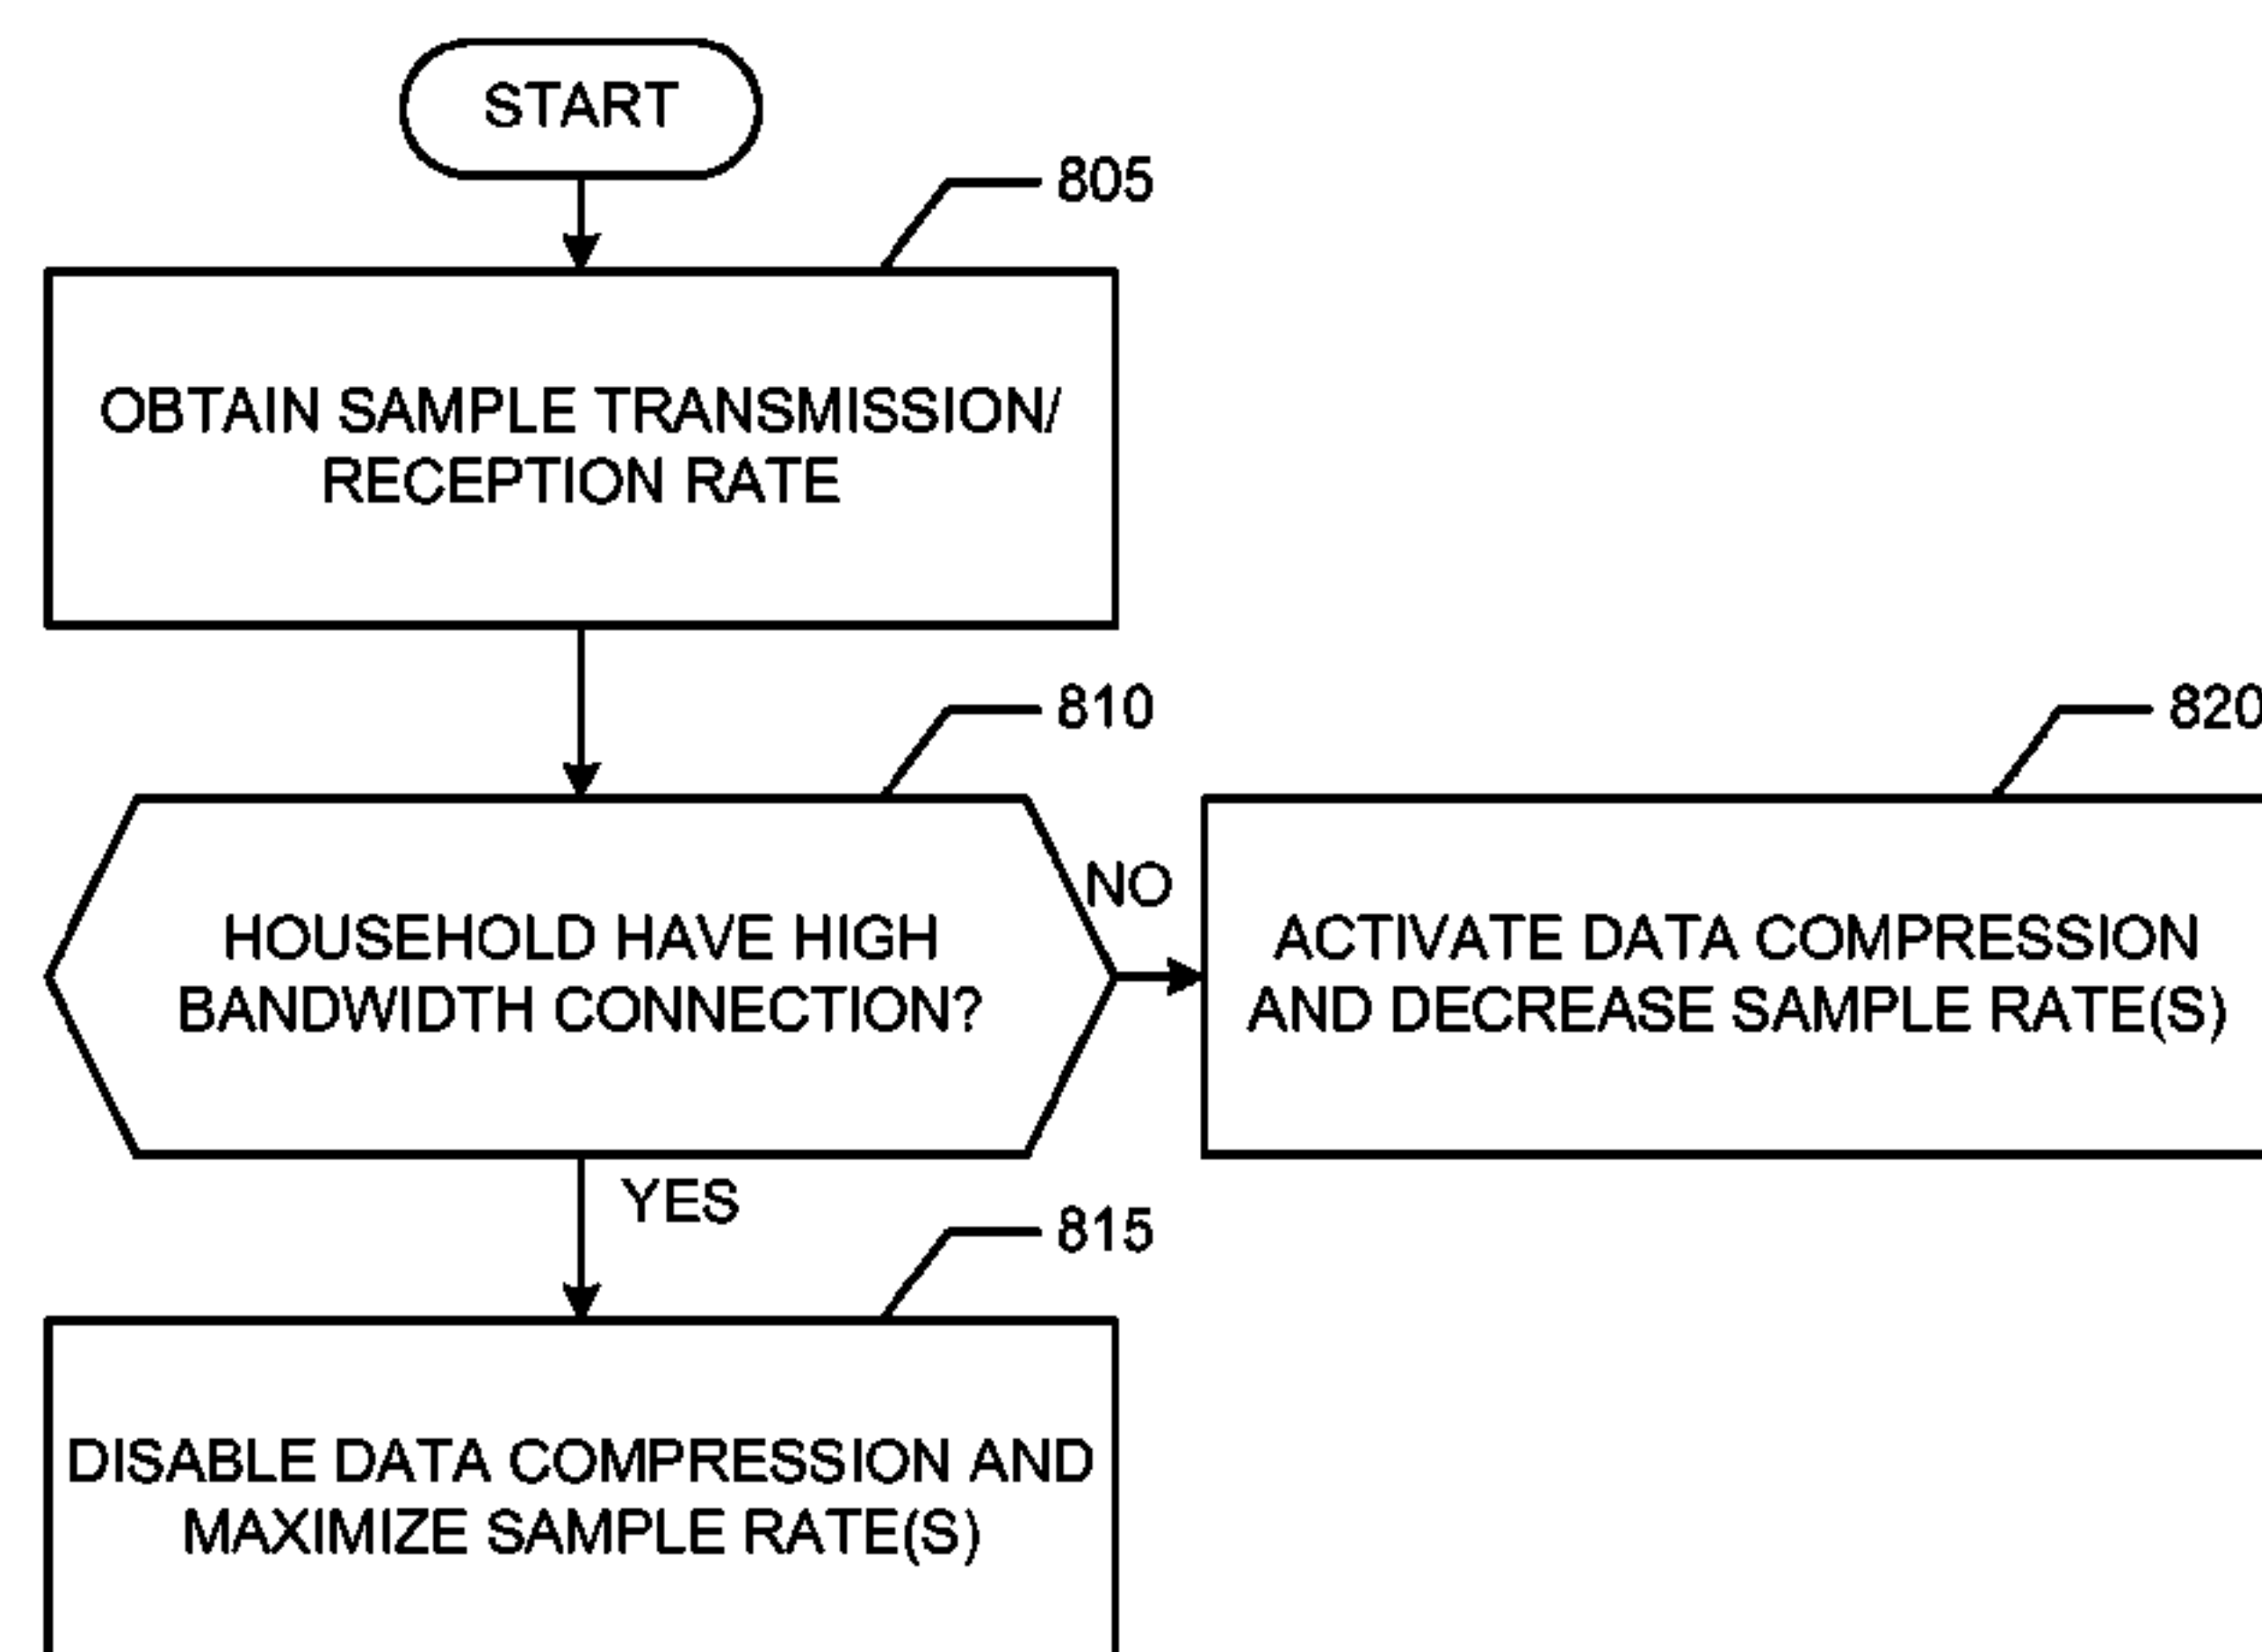 START
805
OBTAIN SAMPLE TRANSMISSION/
RECEPTION RATE
810
820
HOUSEHOLD HAVE HIGH
BANDWIDTH CONNECTION?
NO
ACTIVATE DATA COMPRESSION
AND DECREASE SAMPLE RATE(S)
YES
815
DISABLE DATA COMPRESSION AND
MAXIMIZE SAMPLE RATE(S)